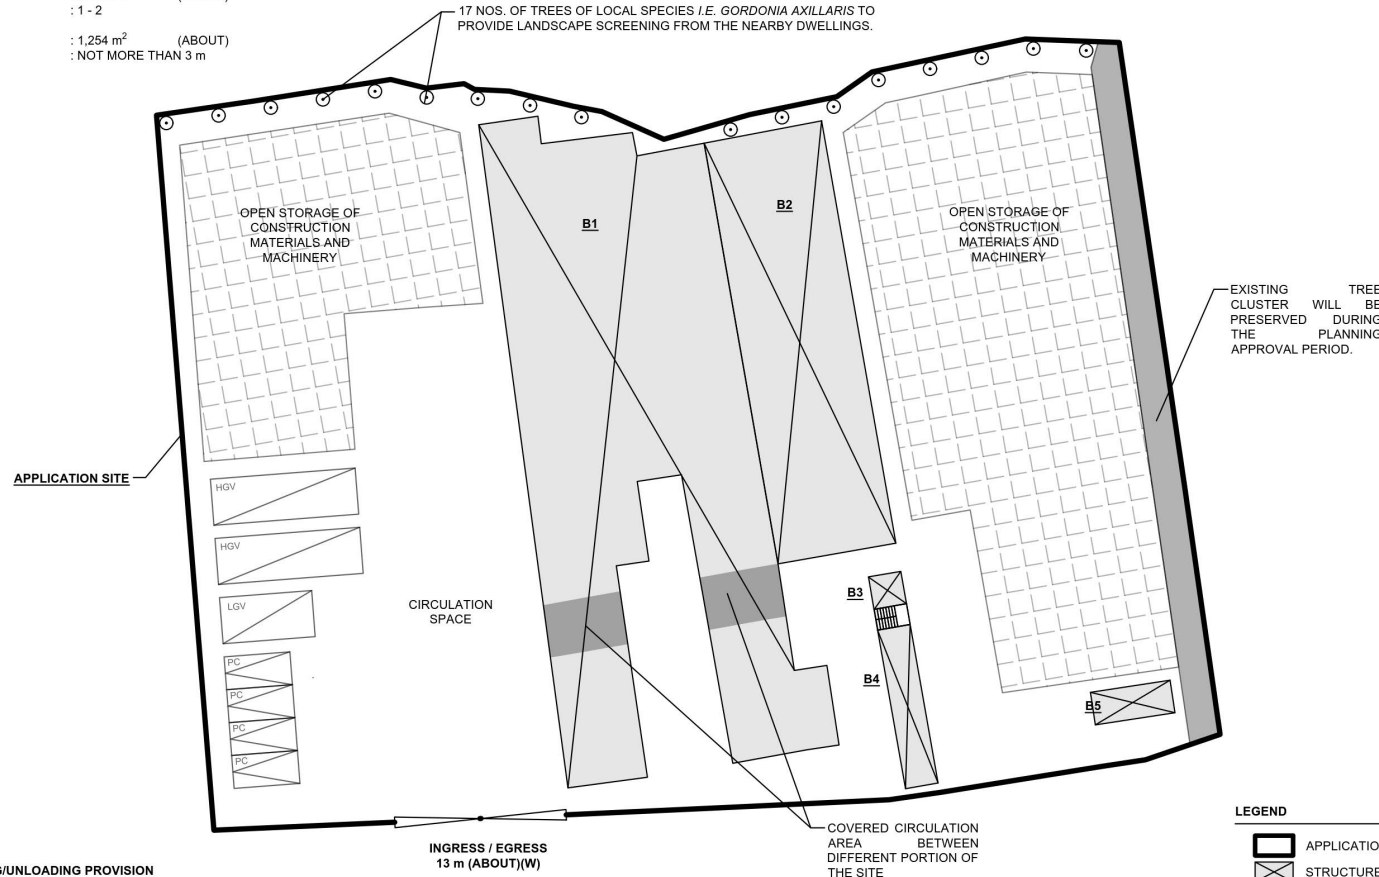 : 1 - 2
: 1,254 m² (ABOUT)
: NOT MORE THAN 3 m
17 NOS. OF TREES OF LOCAL SPECIES I.E. GORDONIA AXILLARIS TO
PROVIDE LANDSCAPE SCREENING FROM THE NEARBY DWELLINGS.
OPEN STORAGE OF
CONSTRUCTION
MATERIALS AND
MACHINERY
B1
B2
OPEN STORAGE OF
CONSTRUCTION
MATERIALS AND
MACHINERY
EXISTING TREE
CLUSTER WILL BE
PRESERVED DURING
THE PLANNING
APPROVAL PERIOD.
APPLICATION SITE
HGV
HGV
LGV
PC
PC
PC
PC
CIRCULATION
SPACE
B3
B4
B5
INGRESS / EGRESS
13 m (ABOUT)(W)
COVERED CIRCULATION
AREA BETWEEN
DIFFERENT PORTION OF
THE SITE
G/UNLOADING PROVISION
LEGEND
APPLICATIO
STRUCTURE